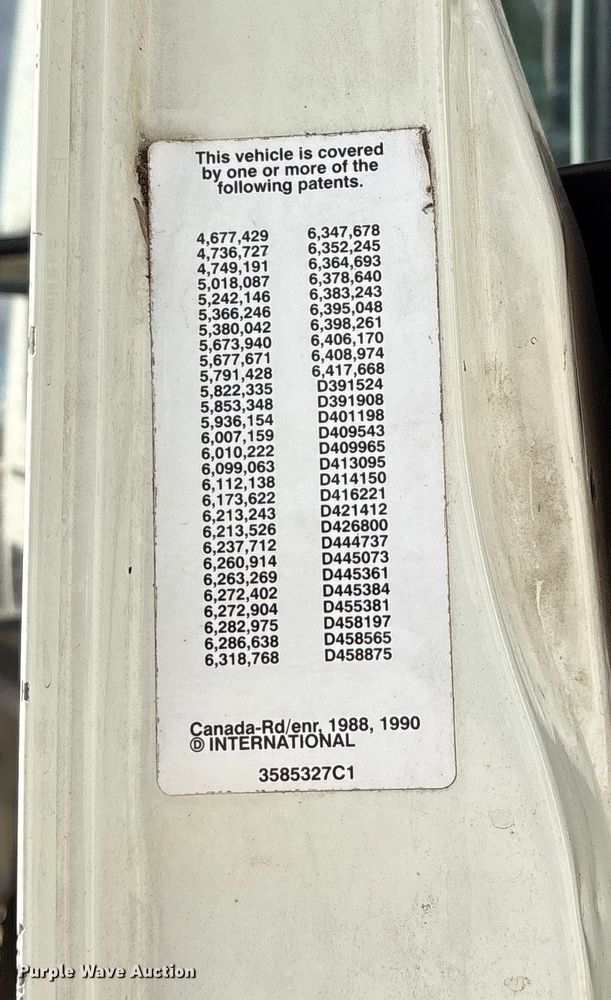 This vehicle is covered
by one or more of the
following patents.
4,677,429
4,736,727
4,749,191
5,018,087
5,242,146
5,366,246
5,380,042
5,673,940
5,677,671
5,791,428
5,822,335
5,853,348
5,936,154
6,007,159
6,010,222
6,099,063
6,112,138
6,173,622
6,213,243
6,213,526
6,237,712
6,260,914
6,263,269
6,272,402
6,272,904
6,282,975
6,286,638
6,318,768
6,347,678
6,352,245
6,364,693
6,378,640
6,383,243
6,395,048
6,398,261
6,406,170
6,408,974
6,417,668
D391524
D391908
D401198
D409543
D409965
D413095
D414150
D416221
D421412
D426800
D444737
D445073
D445361
D445384
D455381
D458197
D458565
D458875
Canada-Rd/enr, 1988, 1990
Ⓓ INTERNATIONAL
3585327C1
Purple Wave Auction